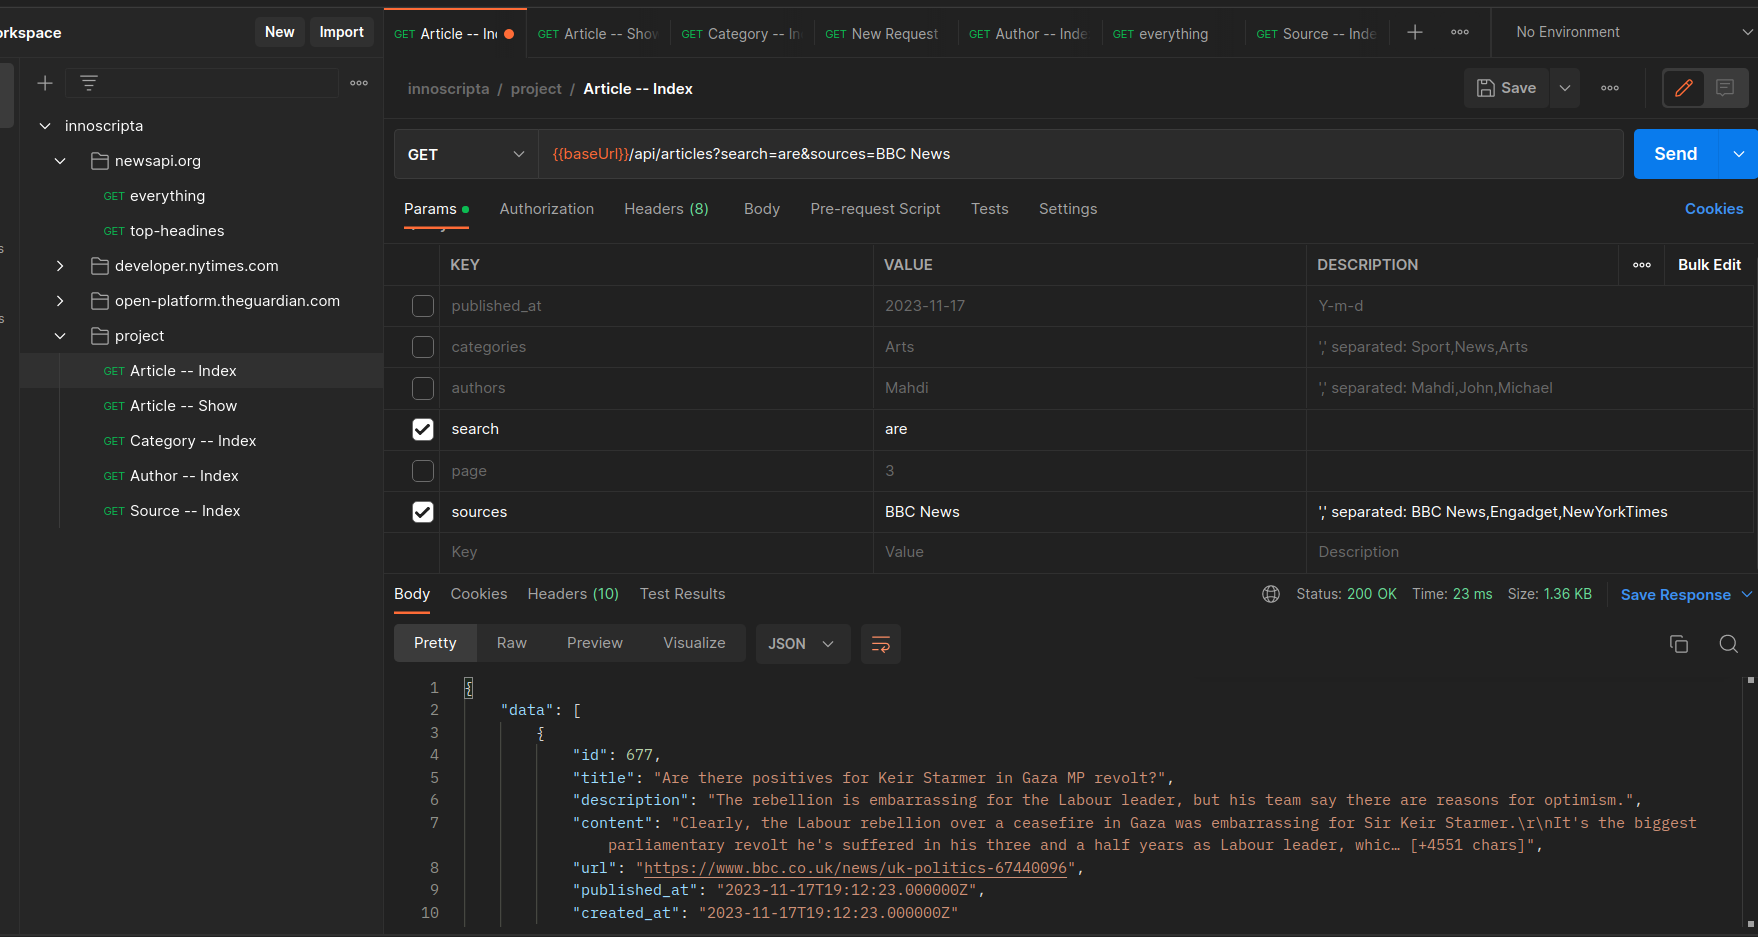 orkspace
New
Import
GET Article -- In
GET Article -- Show
GET Category -- In
GET New Request
GET Author -- Inde
GET everything
GET Source -- Inde
No Environment
innoscripta / project / Article -- Index
Save
innoscripta
newsapi.org
GET everything
GET top-headines
developer.nytimes.com
open-platform.theguardian.com
project
GET Article -- Index
GET Article -- Show
GET Category -- Index
GET Author -- Index
GET Source -- Index
s
s
GET
{{baseUrl}}/api/articles?search=are&sources=BBC News
Send
Params
Authorization
Headers (8)
Body
Pre-request Script
Tests
Settings
Cookies
KEY VALUE DESCRIPTION
Bulk Edit
published_at 2023-11-17 Y-m-d
categories Arts ',' separated: Sport,News,Arts
authors Mahdi ',' separated: Mahdi,John,Michael
search are
page 3
sources BBC News ',' separated: BBC News,Engadget,NewYorkTimes
Key Value Description
Body Cookies Headers (10) Test Results
Status: 200 OK Time: 23 ms Size: 1.36 KB
Save Response
Pretty Raw Preview Visualize JSON
1 {
2 "data": [
3 {
4 "id": 677,
5 "title": "Are there positives for Keir Starmer in Gaza MP revolt?",
6 "description": "The rebellion is embarrassing for the Labour leader, but his team say there are reasons for optimism.",
7 "content": "Clearly, the Labour rebellion over a ceasefire in Gaza was embarrassing for Sir Keir Starmer.\r\nIt's the biggest
parliamentary revolt he's suffered in his three and a half years as Labour leader, whic… [+4551 chars]",
8 "url": "https://www.bbc.co.uk/news/uk-politics-67440096",
9 "published_at": "2023-11-17T19:12:23.000000Z",
10 "created_at": "2023-11-17T19:12:23.000000Z"